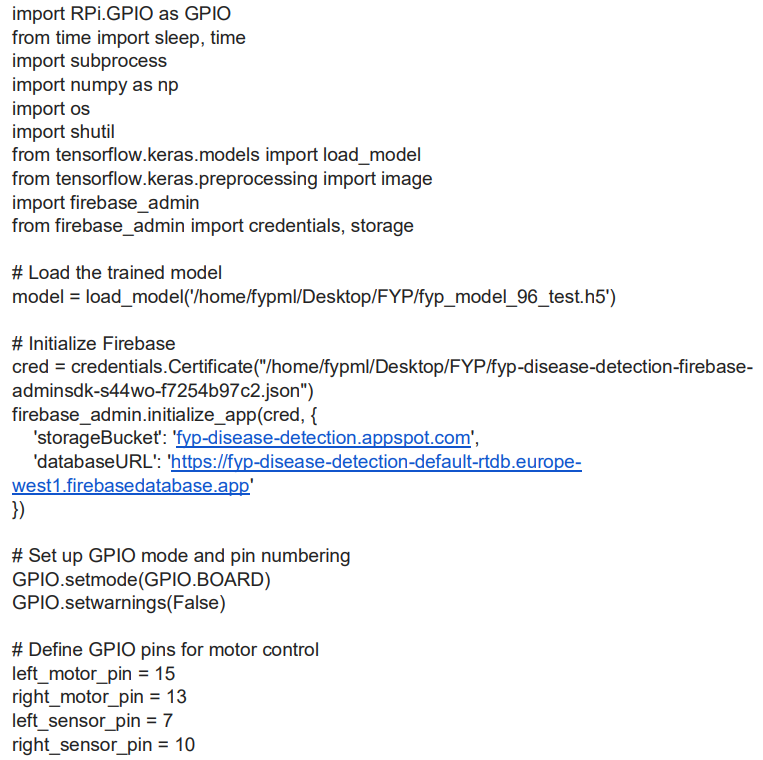 import RPi.GPIO as GPIO
from time import sleep, time
import subprocess
import numpy as np
import os
import shutil
from tensorflow.keras.models import load_model
from tensorflow.keras.preprocessing import image
import firebase_admin
from firebase_admin import credentials, storage

# Load the trained model
model = load_model('/home/fypml/Desktop/FYP/fyp_model_96_test.h5')

# Initialize Firebase
cred = credentials.Certificate("/home/fypml/Desktop/FYP/fyp-disease-detection-firebase-
adminsdk-s44wo-f7254b97c2.json")
firebase_admin.initialize_app(cred, {
    'storageBucket': 'fyp-disease-detection.appspot.com',
    'databaseURL': 'https://fyp-disease-detection-default-rtdb.europe-
west1.firebasedatabase.app'
})

# Set up GPIO mode and pin numbering
GPIO.setmode(GPIO.BOARD)
GPIO.setwarnings(False)

# Define GPIO pins for motor control
left_motor_pin = 15
right_motor_pin = 13
left_sensor_pin = 7
right_sensor_pin = 10